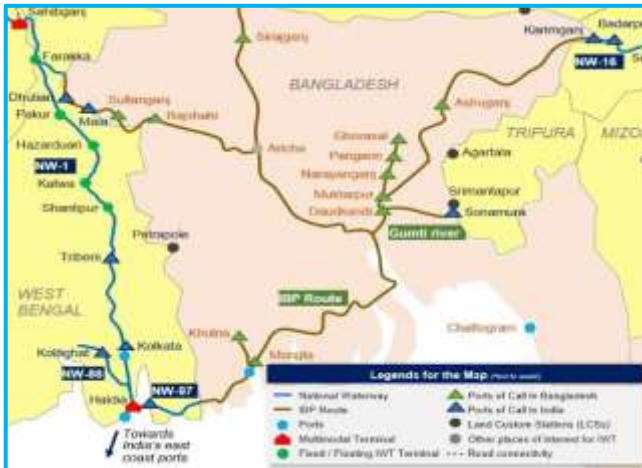 Sahibganj
Farakka
Dhulian
Maia
Sultanganj
Rajshahi
Pakur
Hazarduari
NW-1
Katwa
Shantipur
Tribeni
WEST
BENGAL
Kolkata
Kolaghat
NW-86
Haldia
NW-97
Towards
India's east
coast ports
Petrapole
Sirajganj
BANGLADESH
Aricha
Ghorasal
Pangaon
Narayanganj
Muktarpur
Daudkandi
Ashuganj
Karimganj
Badarpur
NW-16
TRIPURA
MIZO
Agartala
Srimantapur
Sonamura
Gumti river
IBP Route
Khulna
Mongla
Chattogram
Legends for the Map
National Waterway
IBP Route
Ports
Multimodal Terminal
Fixed / Floating IWT Terminal
Ports of Call in Bangladesh
Ports of Call in India
Land Custom Stations (LCSs)
Other places of interest for IWT
Road connectivity